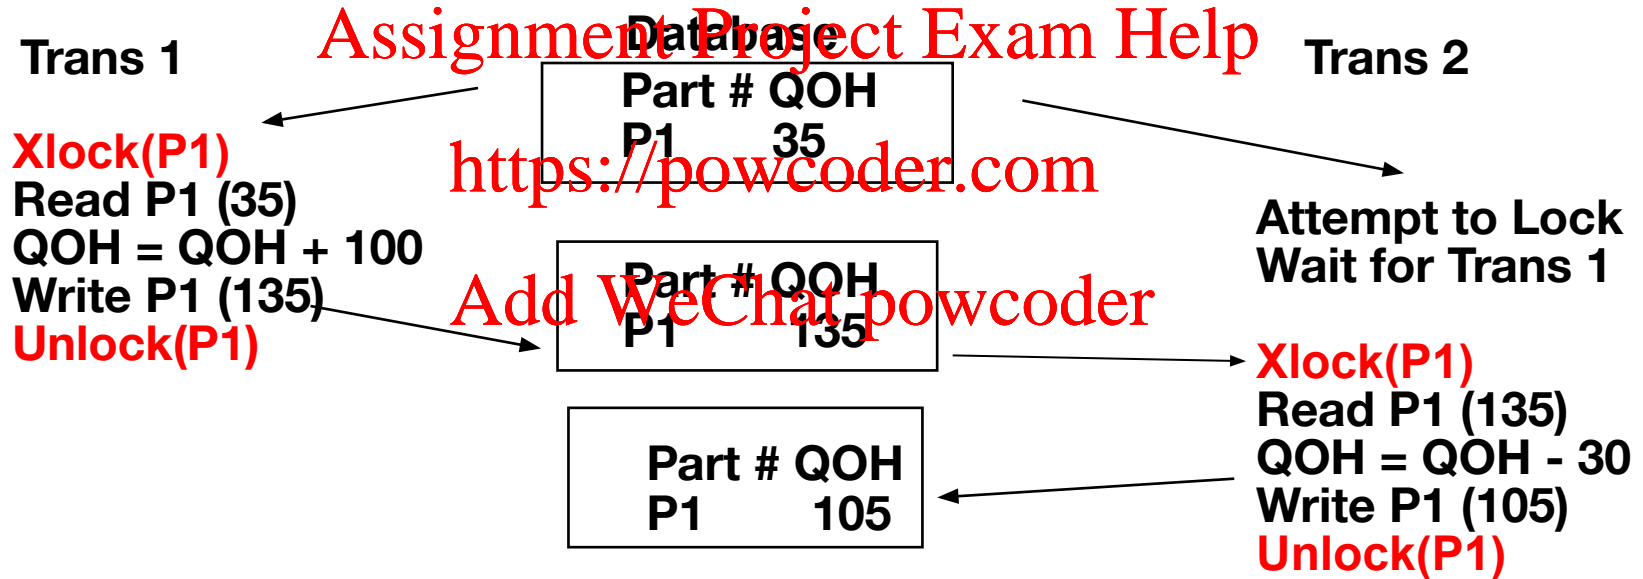 Assignment Project Exam Help
Database
Trans 1
Trans 2
Part # QOH
P1 35
Xlock(P1)
Read P1 (35)
QOH = QOH + 100
Write P1 (135)
Unlock(P1)
https://powcoder.com
Attempt to Lock
Wait for Trans 1
Part # QOH
P1 135
Add WeChat powcoder
Xlock(P1)
Read P1 (135)
QOH = QOH - 30
Write P1 (105)
Unlock(P1)
Part # QOH
P1 105